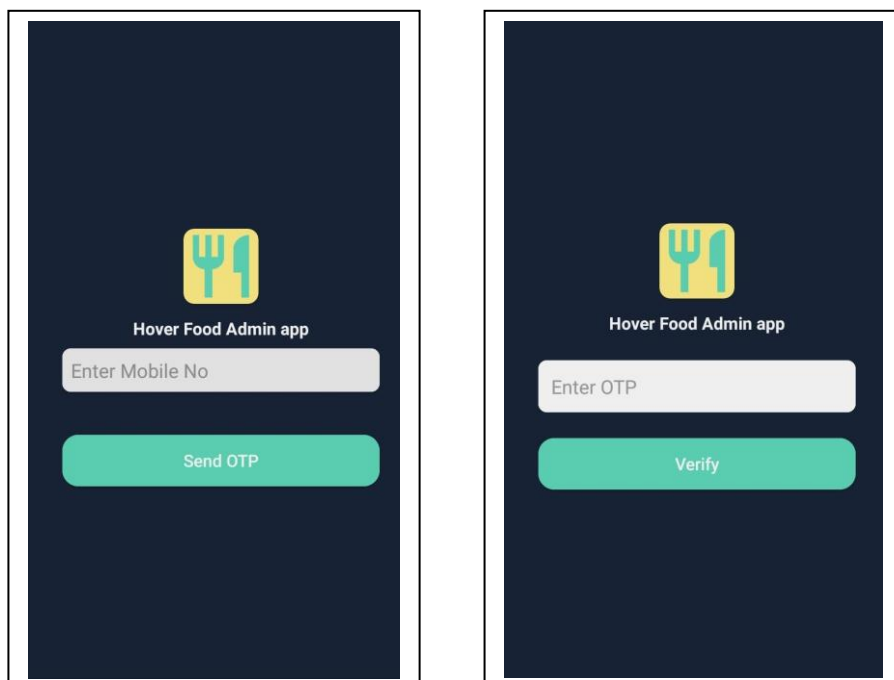 Hover Food Admin app
Enter Mobile No
Send OTP
Hover Food Admin app
Enter OTP
Verify